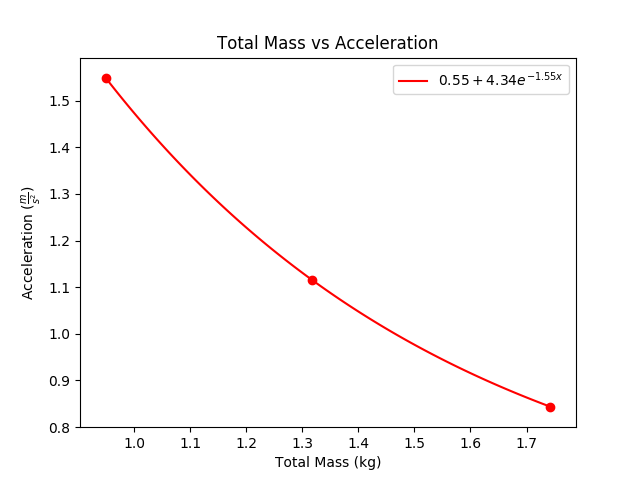 Total Mass vs Acceleration
0.55 + 4.34e^{-1.55x}
Acceleration (m/s²)
1.5
1.4
1.3
1.2
1.1
1.0
0.9
0.8
1.0 1.1 1.2 1.3 1.4 1.5 1.6 1.7
Total Mass (kg)